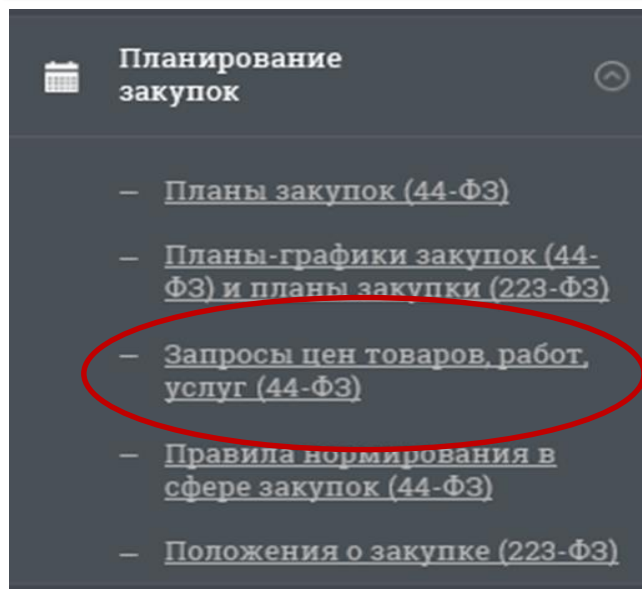 Планирование
закупок
– Планы закупок (44-ФЗ)
– Планы-графики закупок (44-
ФЗ) и планы закупки (223-ФЗ)
– Запросы цен товаров, работ,
услуг (44-ФЗ)
– Правила нормирования в
сфере закупок (44-ФЗ)
– Положения о закупке (223-ФЗ)